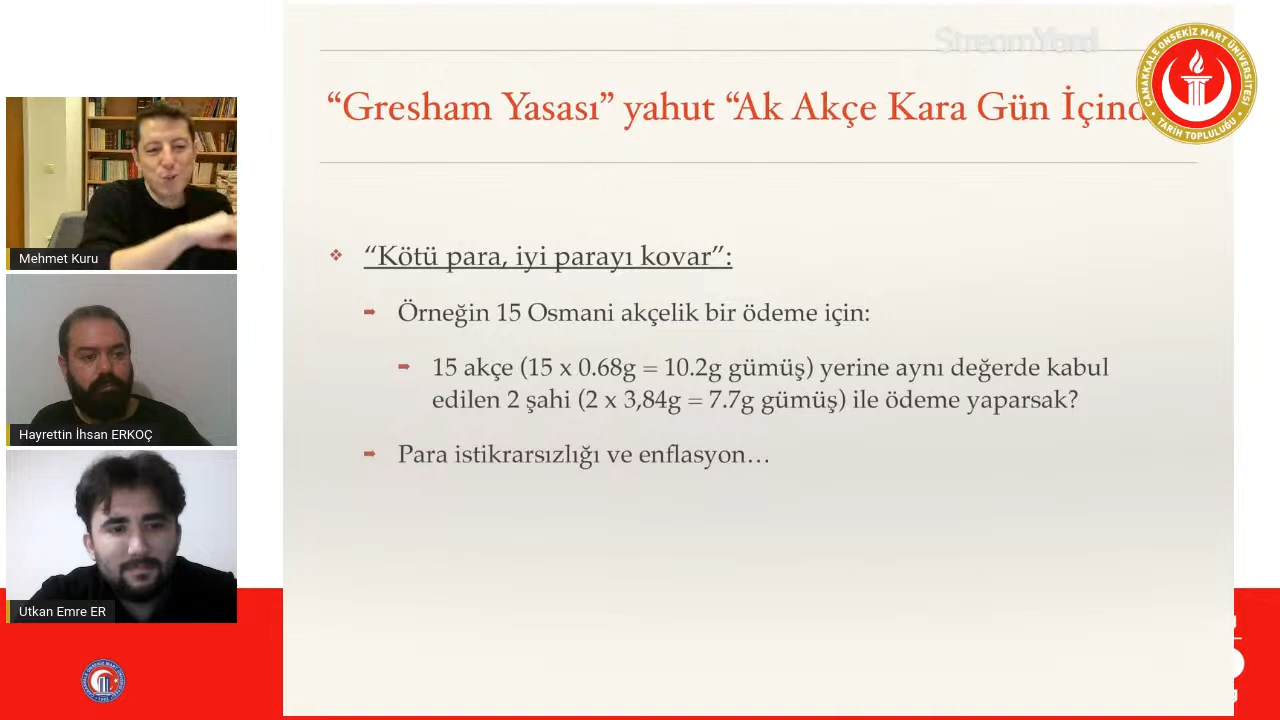 StreamYard
“Gresham Yasası” yahut “Ak Akçe Kara Gün İçind
ÇANAKKALE ONSEKİZ MART ÜNİVERSİTESİ
TARİH TOPLULUĞU
“Kötü para, iyi parayı kovar”:
Örneğin 15 Osmani akçelik bir ödeme için:
15 akçe (15 x 0.68g = 10.2g gümüş) yerine aynı değerde kabul
edilen 2 şahi (2 x 3,84g = 7.7g gümüş) ile ödeme yaparsak?
Para istikrarsızlığı ve enflasyon…
Mehmet Kuru
Hayrettin İhsan ERKOÇ
Utkan Emre ER